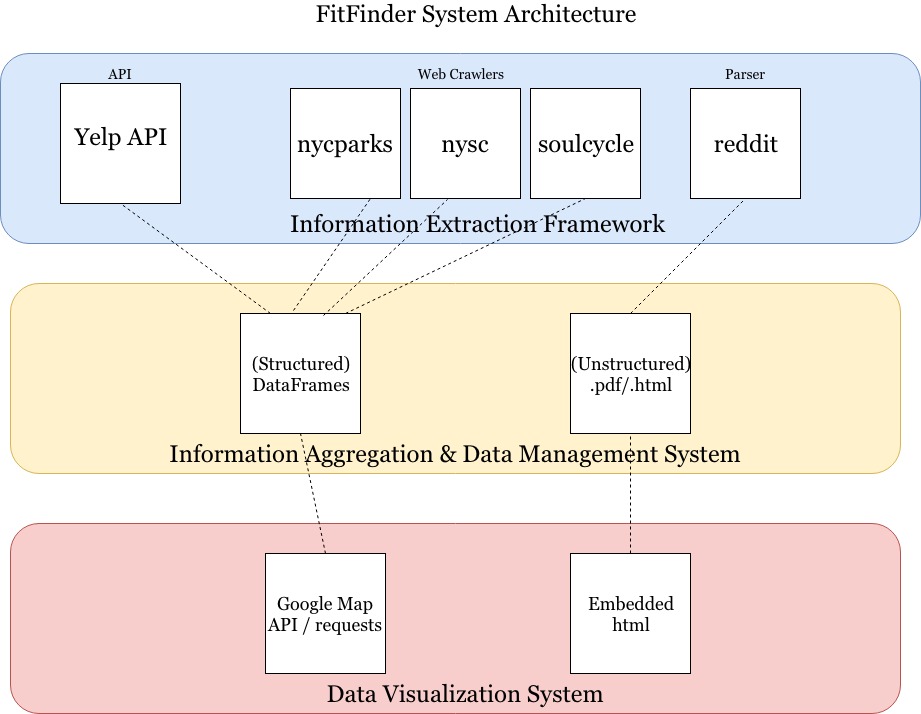 FitFinder System Architecture
API
Web Crawlers
Parser
Yelp API
nycparks
nysc
soulcycle
reddit
Information Extraction Framework
(Structured)
DataFrames
(Unstructured)
.pdf/.html
Information Aggregation & Data Management System
Google Map
API / requests
Embedded
html
Data Visualization System